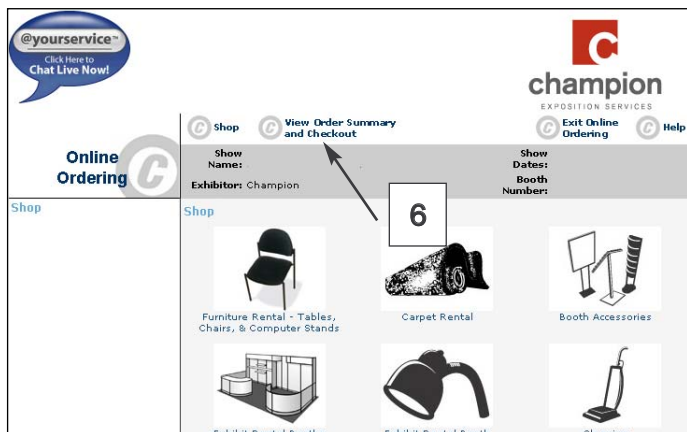 @yourservice™
Click Here to
Chat Live Now!
C
champion
EXPOSITION SERVICES
C Shop
C View Order Summary
and Checkout
C Exit Online
Ordering
C Help
Online
Ordering
C
Show
Name:
Show
Dates:
Exhibitor: Champion
Booth
Number:
Shop
Shop
6
Furniture Rental - Tables,
Chairs, & Computer Stands
Carpet Rental
Booth Accessories